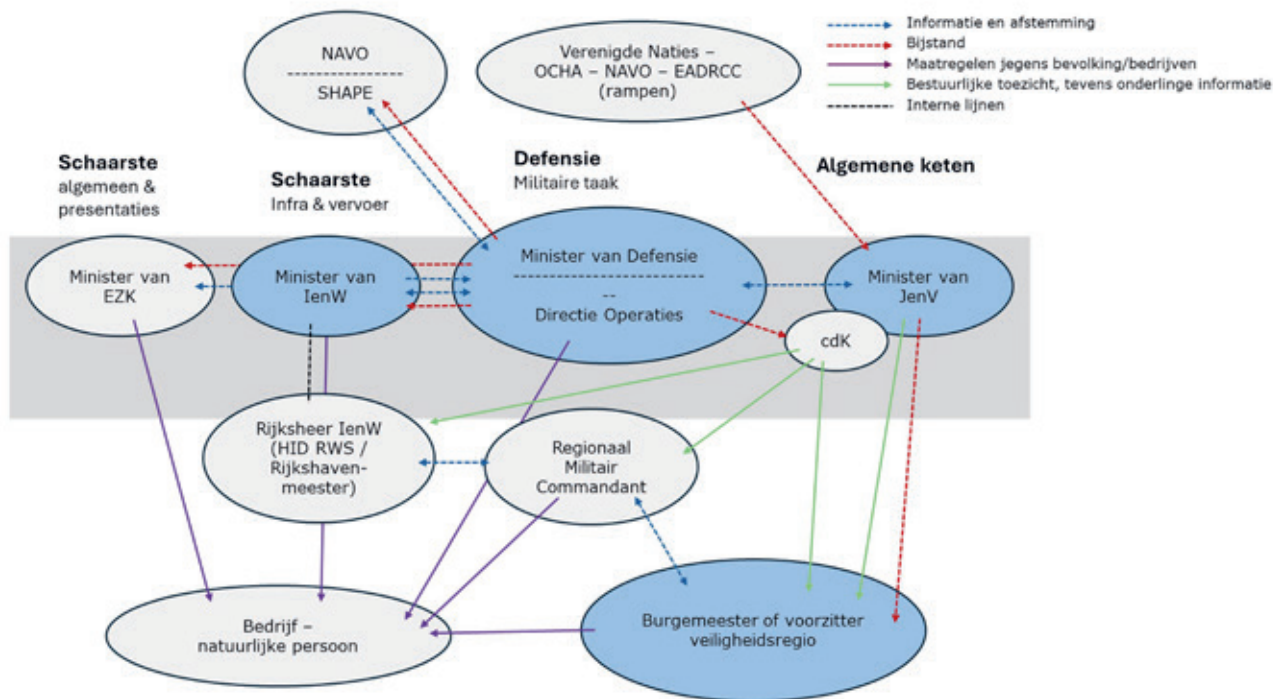 Informatie en afstemming
Bijstand
Maatregelen jegens bevolking/bedrijven
Bestuurlijke toezicht, tevens onderlinge informatie
Interne lijnen
NAVO
SHAPE
Verenigde Naties –
OCHA – NAVO – EADRCC
(rampen)
Schaarste
algemeen &
presentaties
Schaarste
Infra & vervoer
Defensie
Militaire taak
Algemene keten
Minister van
EZK
Minister van
IenW
Minister van Defensie
--
Directie Operaties
Minister van
JenV
cdK
Rijksheer IenW
(HID RWS /
Rijkshaven-
meester)
Regionaal
Militair
Commandant
Bedrijf –
natuurlijke persoon
Burgemeester of voorzitter
veiligheidsregio